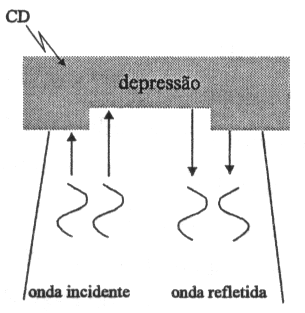 CD
depressão
onda incidente onda refletida